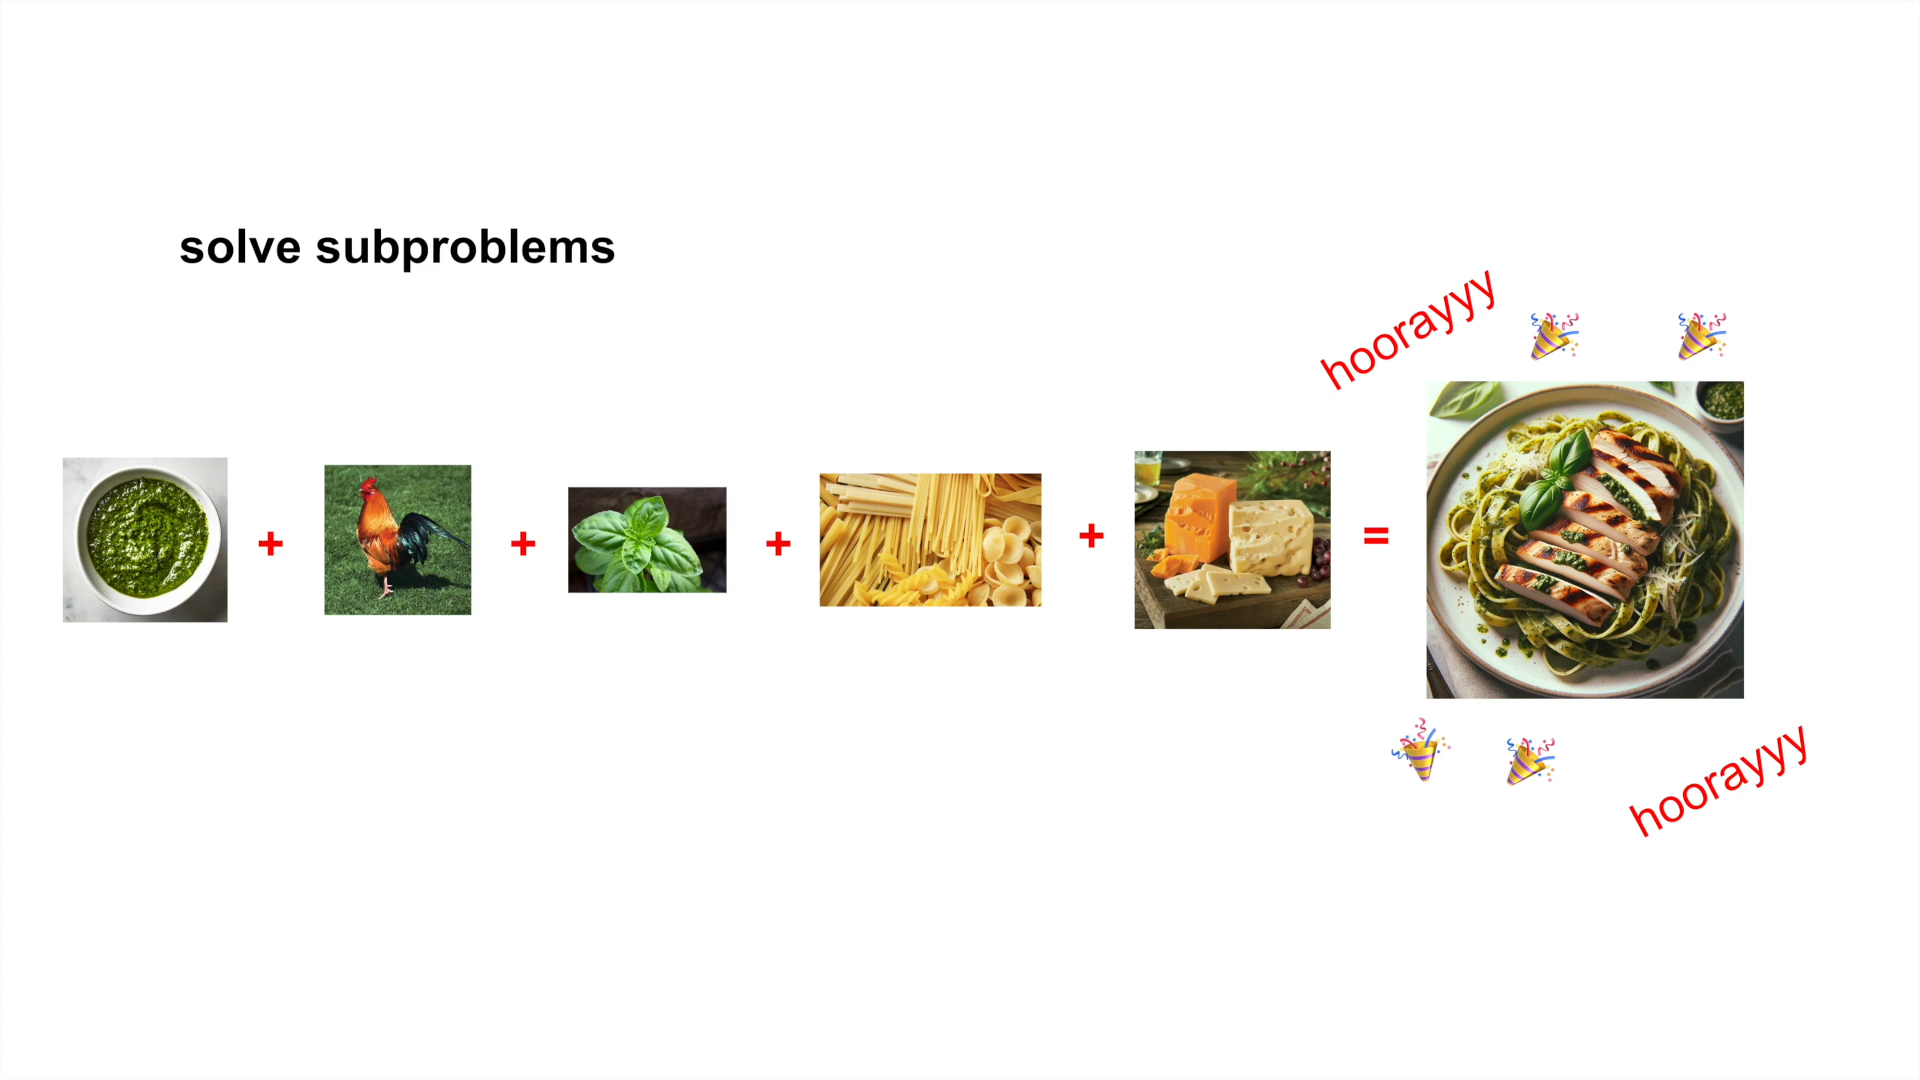 solve subproblems
hoorayyy
+
+
+
+
=
hoorayyy